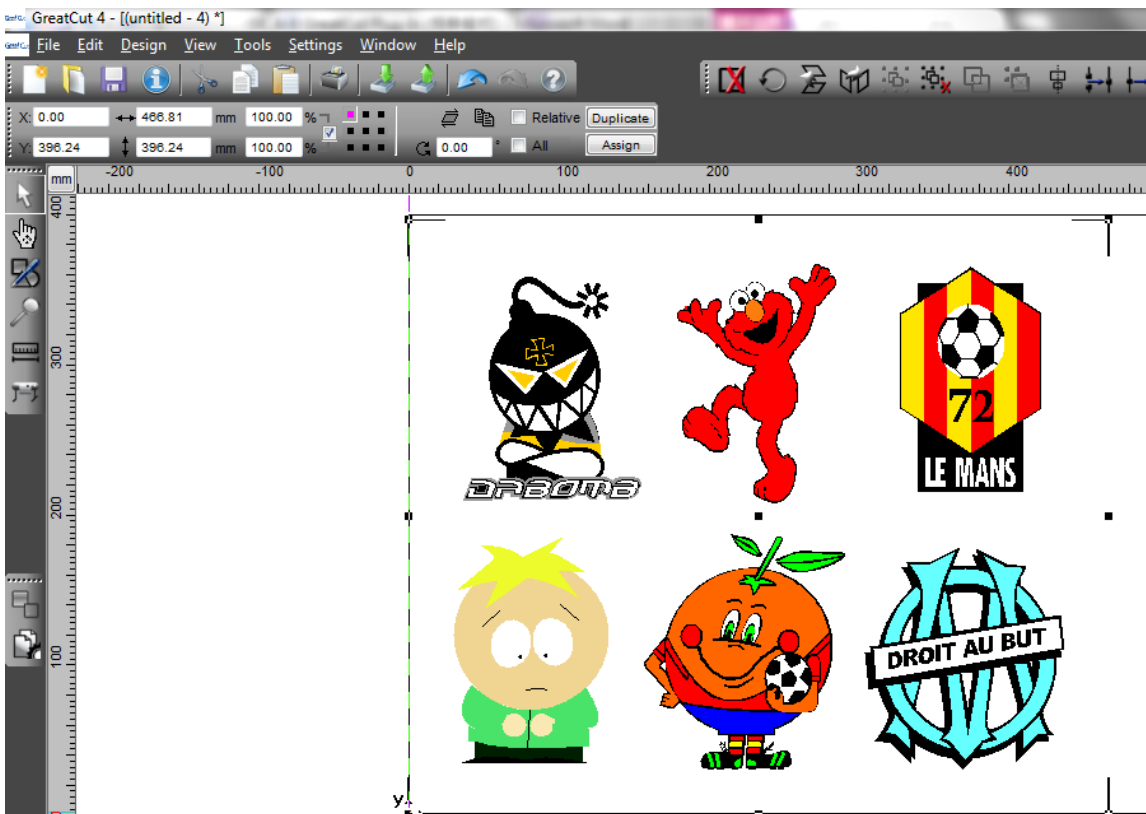 GreatCut 4 - [(untitled - 4) *]
File Edit Design View Tools Settings Window Help
X: 0.00 466.81 mm 100.00 % Relative Duplicate
Y: 396.24 396.24 mm 100.00 % 0.00 ° All Assign
mm -200 -100 0 100 200 300 400
400
300
200
100
72
LE MANS
DABOMB
DROIT AU BUT
y